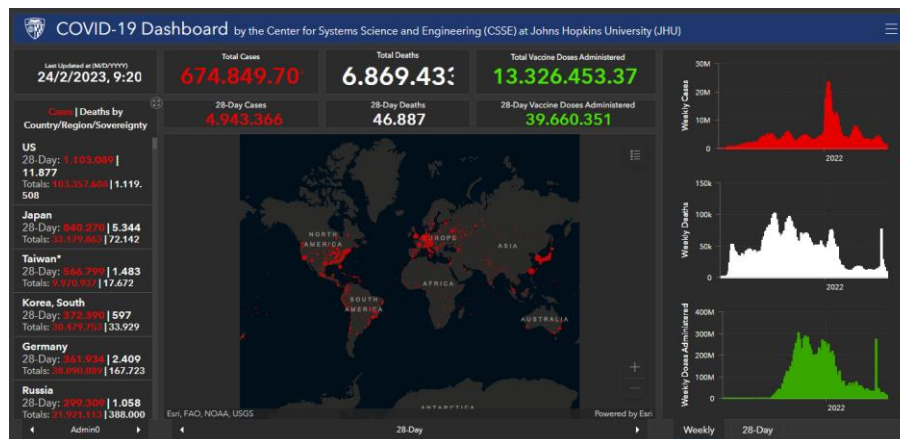 COVID-19 Dashboard by the Center for Systems Science and Engineering (CSSE) at Johns Hopkins University (JHU)
Last Updated at (M/D/YYYY)
24/2/2023, 9:20
Cases | Deaths by
Country/Region/Sovereignty
US
28-Day: 1.103.089 |
11.877
Totals: 103.357.608 | 1.119.
508
Japan
28-Day: 840.270 | 5.344
Totals: 33.179.863 | 72.142
Taiwan*
28-Day: 566.799 | 1.483
Totals: 9.970.937 | 17.672
Korea, South
28-Day: 372.390 | 597
Totals: 30.479.753 | 33.929
Germany
28-Day: 361.934 | 2.409
Totals: 38.090.089 | 167.723
Russia
28-Day: 299.309 | 1.058
Totals: 21.921.113 | 388.000
Admin0
Total Cases
674.849.70
Total Deaths
6.869.43
Total Vaccine Doses Administered
13.326.453.37
28-Day Cases
4.943.366
28-Day Deaths
46.887
28-Day Vaccine Doses Administered
39.660.351
NORTH
AMERICA
EUROPE
ASIA
AFRICA
SOUTH
AMERICA
AUSTRALIA
ANTARCTICA
Esri, FAO, NOAA, USGS
Powered by Esri
28-Day
Weekly Cases
30M
20M
10M
0
2022
Weekly Deaths
150k
100k
50k
0
2022
Weekly Doses Administered
400M
300M
200M
100M
0
2022
Weekly
28-Day